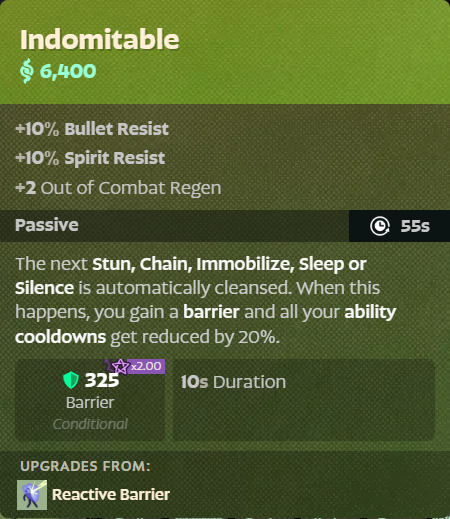 Indomitable
6,400
+10% Bullet Resist
+10% Spirit Resist
+2 Out of Combat Regen
Passive
55s
The next Stun, Chain, Immobilize, Sleep or
Silence is automatically cleansed. When this
happens, you gain a barrier and all your ability
cooldowns get reduced by 20%.
x2.00
325
Barrier
Conditional
10s Duration
UPGRADES FROM:
Reactive Barrier